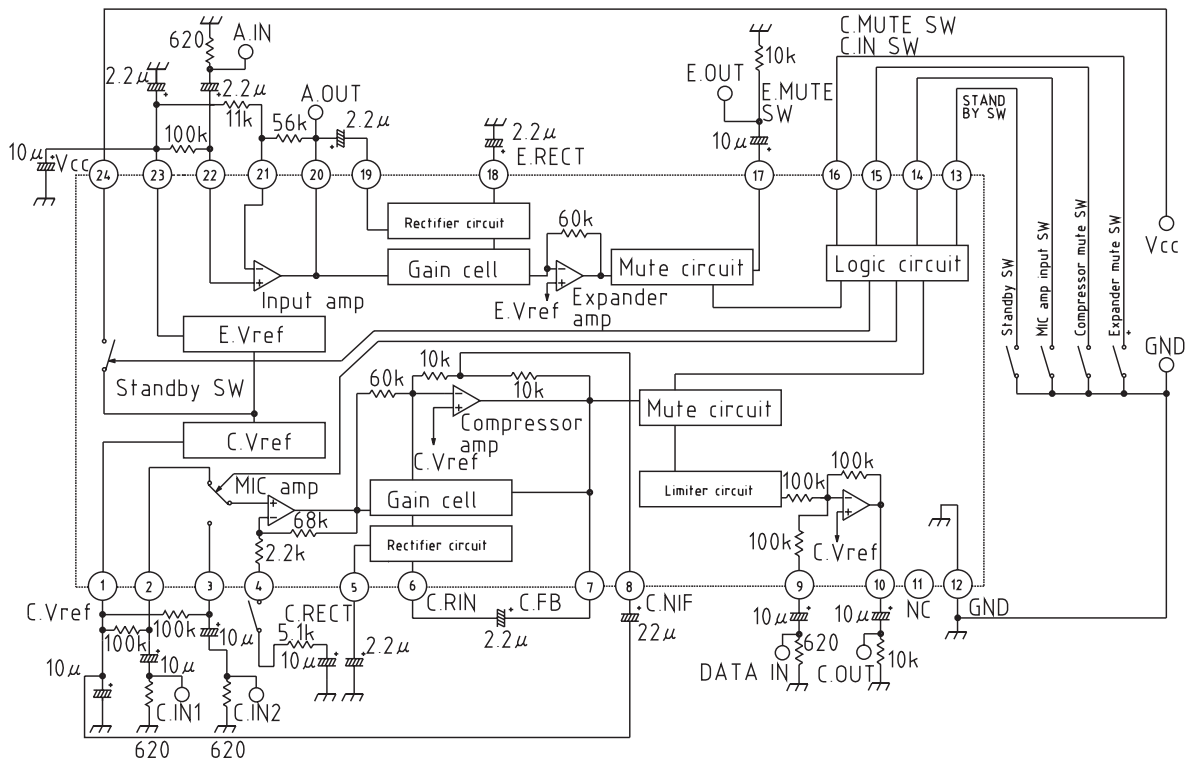 C.MUTE SW
C.IN SW
A.IN
620
10k
2.2μ
2.2μ
E.OUT
E.MUTE
SW
A.OUT
11k
56k
2.2μ
2.2μ
STAND
BY SW
100k
10μ
10μ
Vcc
E.RECT
24
23
22
21
20
19
18
17
16
15
14
13
Rectifier circuit
60k
Gain cell
Mute circuit
Logic circuit
Vcc
Input amp
E.Vref
Expander
amp
Standby SW
MIC amp input SW
Compressor mute SW
Expander mute SW
E.Vref
GND
Standby SW
10k
60k
10k
Compressor
amp
Mute circuit
C.Vref
C.Vref
MIC amp
Gain cell
68k
Limiter circuit
100k
100k
Rectifier circuit
2.2k
100k
C.Vref
1
2
3
4
5
6
7
8
9
10
11
12
C.Vref
C.RECT
C.RIN
C.FB
C.NIF
NC
GND
100k
100k
10μ
5.1k
2.2μ
22μ
10μ
10μ
10μ
10μ
10μ
2.2μ
620
DATA IN
C.OUT
10k
C.IN1
C.IN2
620
620